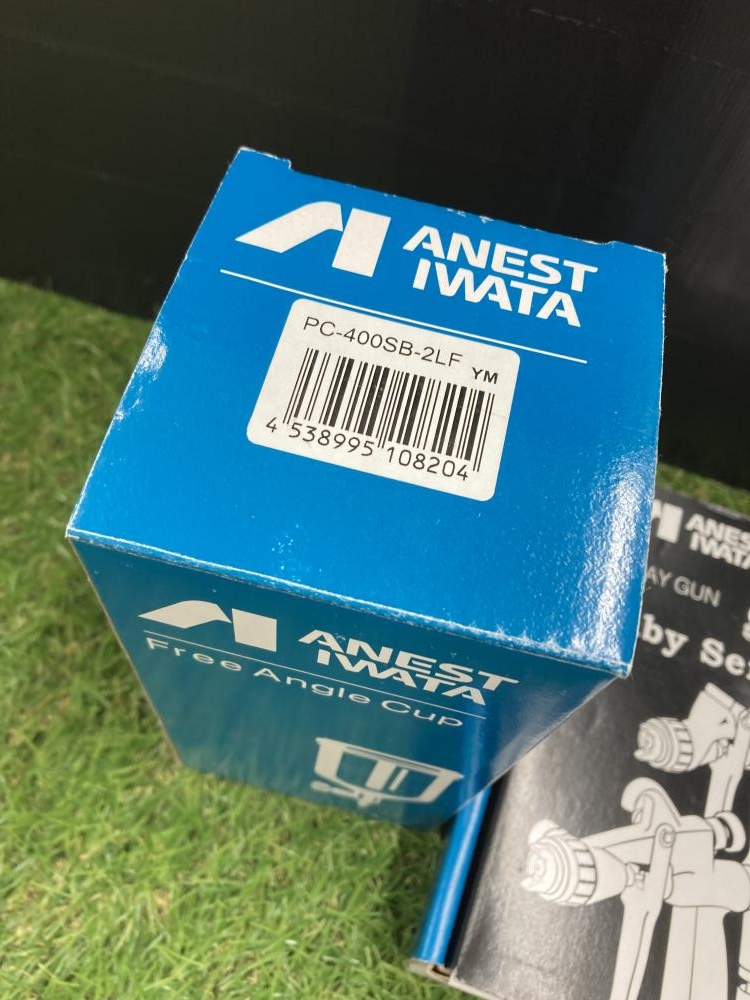 ANEST
IWATA
PC-400SB-2LF YM
4 538995 108204
ANEST
IWATA
Free Angle Cup
ANES
IWATA
AY GUN
by Se